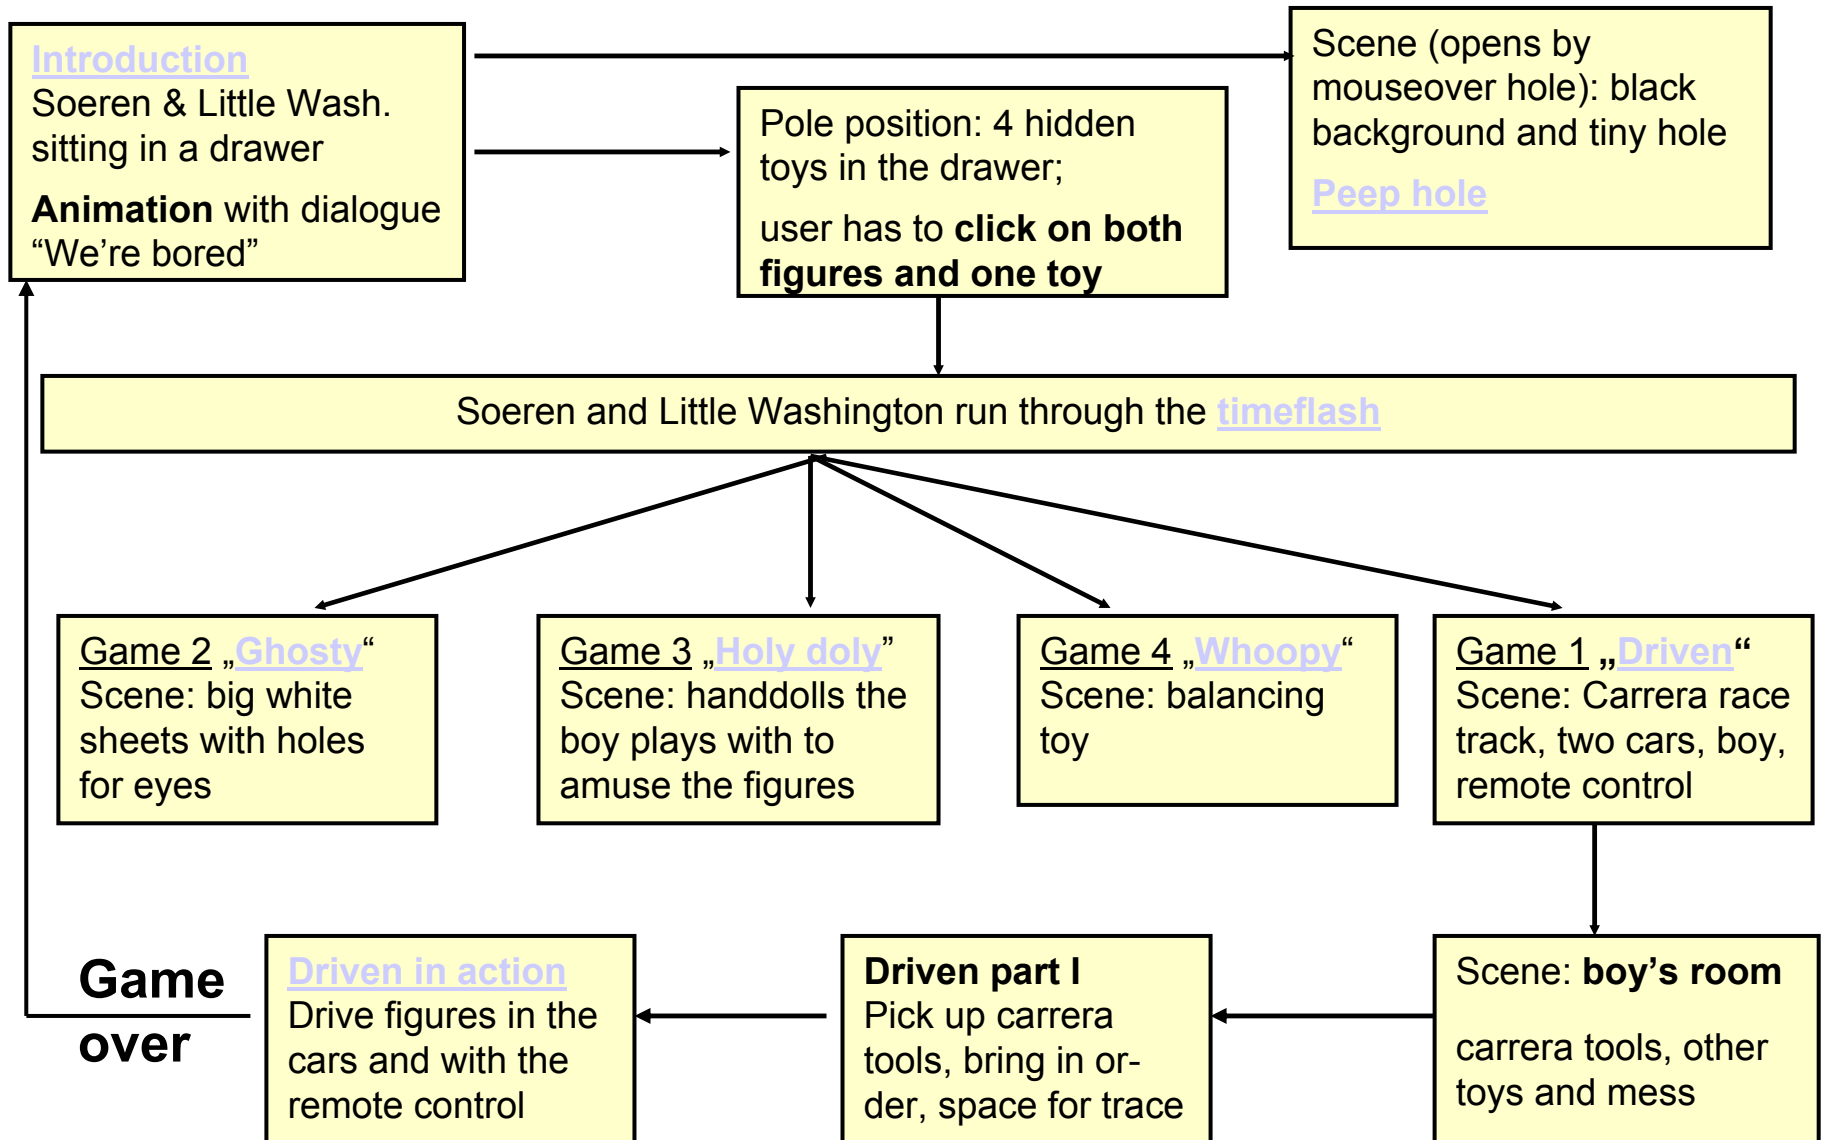 Introduction
Soeren & Little Wash.
sitting in a drawer
Animation with dialogue
“We’re bored”
Pole position: 4 hidden
toys in the drawer;
user has to click on both
figures and one toy
Scene (opens by
mouseover hole): black
background and tiny hole
Peep hole
Soeren and Little Washington run through the timeflash
Game 2 „Ghosty“
Scene: big white
sheets with holes
for eyes
Game 3 „Holy doly”
Scene: handdolls the
boy plays with to
amuse the figures
Game 4 „Whoopy“
Scene: balancing
toy
Game 1 „Driven“
Scene: Carrera race
track, two cars, boy,
remote control
Game
over
Driven in action
Drive figures in the
cars and with the
remote control
Driven part I
Pick up carrera
tools, bring in or-
der, space for trace
Scene: boy’s room
carrera tools, other
toys and mess